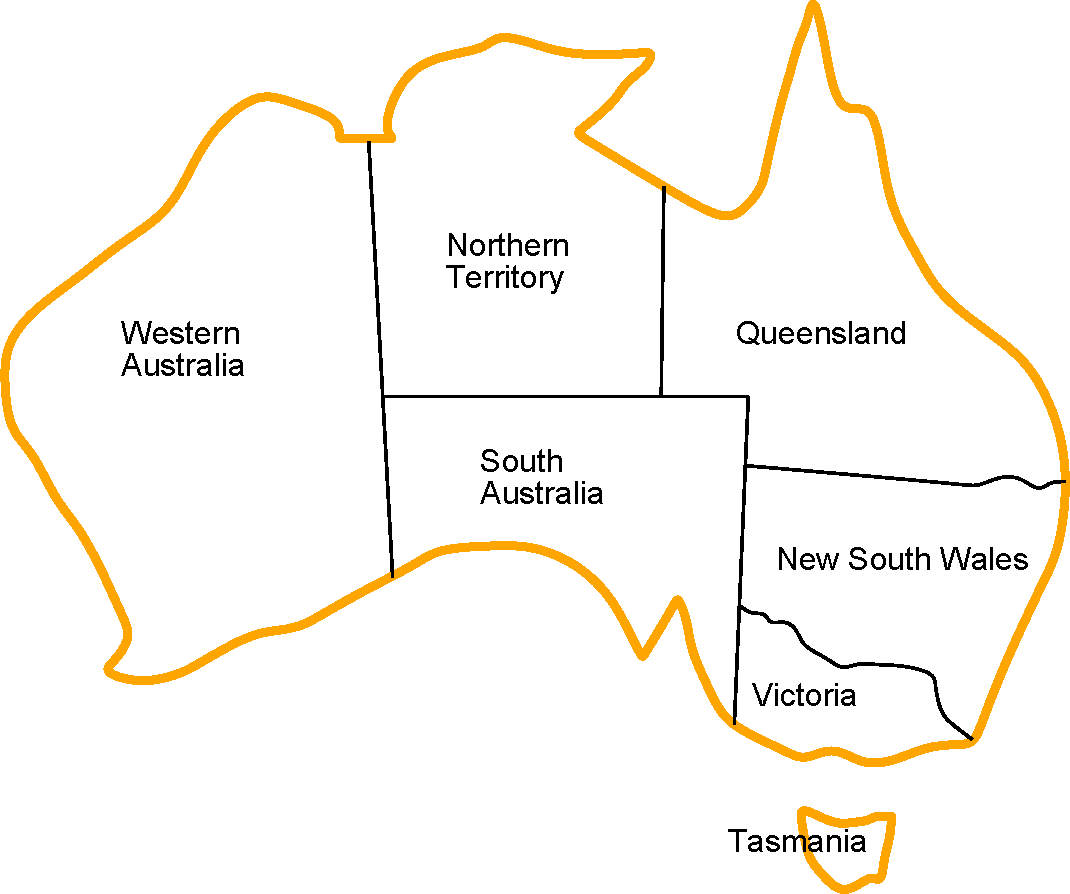 Northern
Territory
Western
Australia
Queensland
South
Australia
New South Wales
Victoria
Tasmania